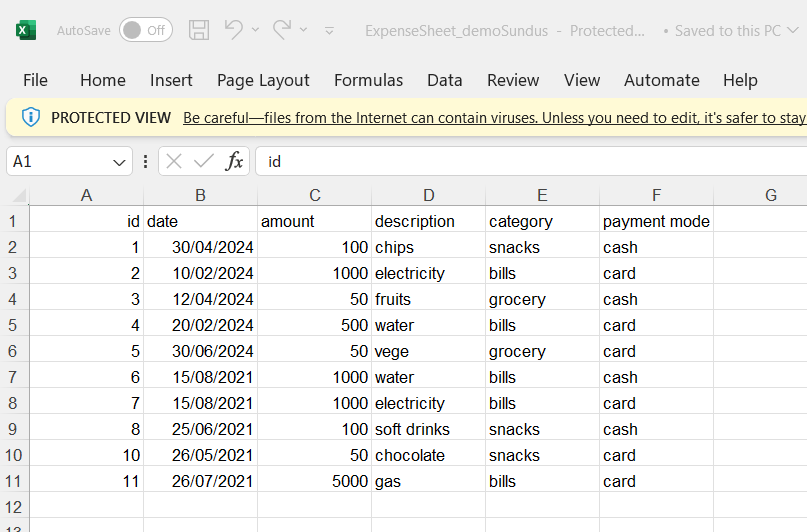 AutoSave Off ExpenseSheet_demoSundus - Protected... • Saved to this PC
File Home Insert Page Layout Formulas Data Review View Automate Help
PROTECTED VIEW Be careful—files from the Internet can contain viruses. Unless you need to edit, it's safer to stay
A1 fx id
A B C D E F G
1 id date amount description category payment mode
2 1 30/04/2024 100 chips snacks cash
3 2 10/02/2024 1000 electricity bills card
4 3 12/04/2024 50 fruits grocery cash
5 4 20/02/2024 500 water bills card
6 5 30/06/2024 50 vege grocery card
7 6 15/08/2021 1000 water bills cash
8 7 15/08/2021 1000 electricity bills card
9 8 25/06/2021 100 soft drinks snacks cash
10 10 26/05/2021 50 chocolate snacks card
11 11 26/07/2021 5000 gas bills card
12
13